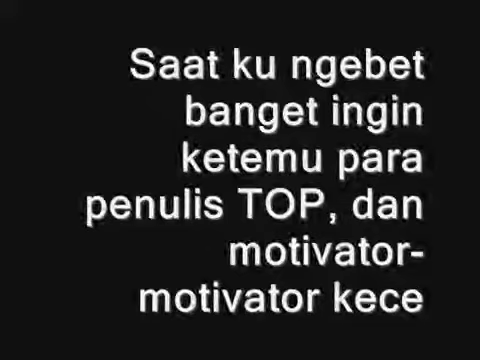 Saat ku ngebet
banget ingin
ketemu para
penulis TOP, dan
motivator-
motivator kece